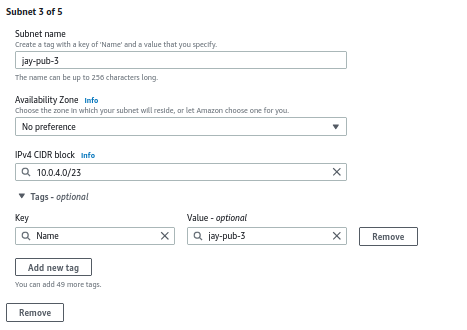 Subnet 3 of 5
Subnet name
Create a tag with a key of 'Name' and a value that you specify.
jay-pub-3
The name can be up to 256 characters long.
Availability Zone Info
Choose the zone in which your subnet will reside, or let Amazon choose one for you.
No preference
IPv4 CIDR block Info
10.0.4.0/23
Tags - optional
Key Value - optional
Name jay-pub-3 Remove
Add new tag
You can add 49 more tags.
Remove